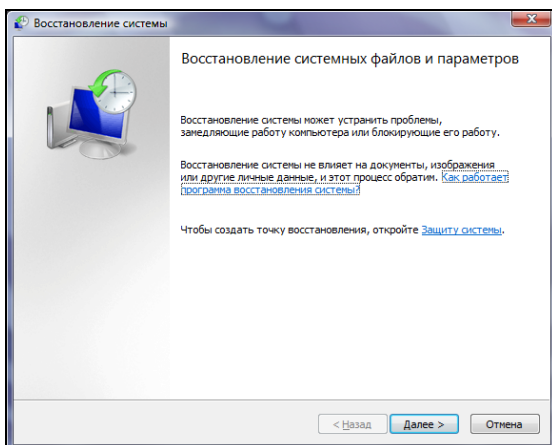 Восстановление системы
Восстановление системных файлов и параметров
Восстановление системы может устранить проблемы,
замедляющие работу компьютера или блокирующие его работу.
Восстановление системы не влияет на документы, изображения
или другие личные данные, и этот процесс обратим. Как работает
программа восстановления системы?
Чтобы создать точку восстановления, откройте Защиту системы.
< Назад Далее > Отмена